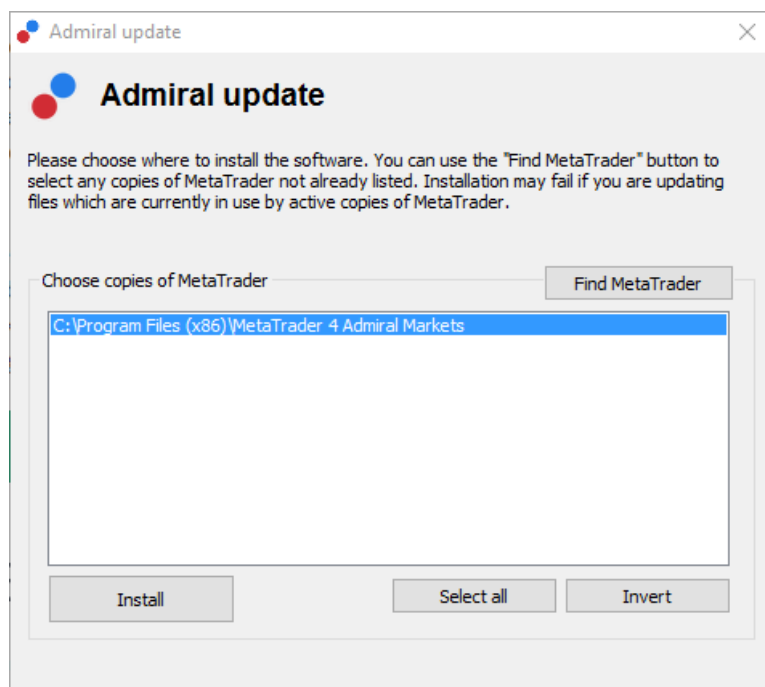 Admiral update
Admiral update
Please choose where to install the software. You can use the "Find MetaTrader" button to
select any copies of MetaTrader not already listed. Installation may fail if you are updating
files which are currently in use by active copies of MetaTrader.
Choose copies of MetaTrader
Find MetaTrader
C:\Program Files (x86)\MetaTrader 4 Admiral Markets
Install
Select all
Invert